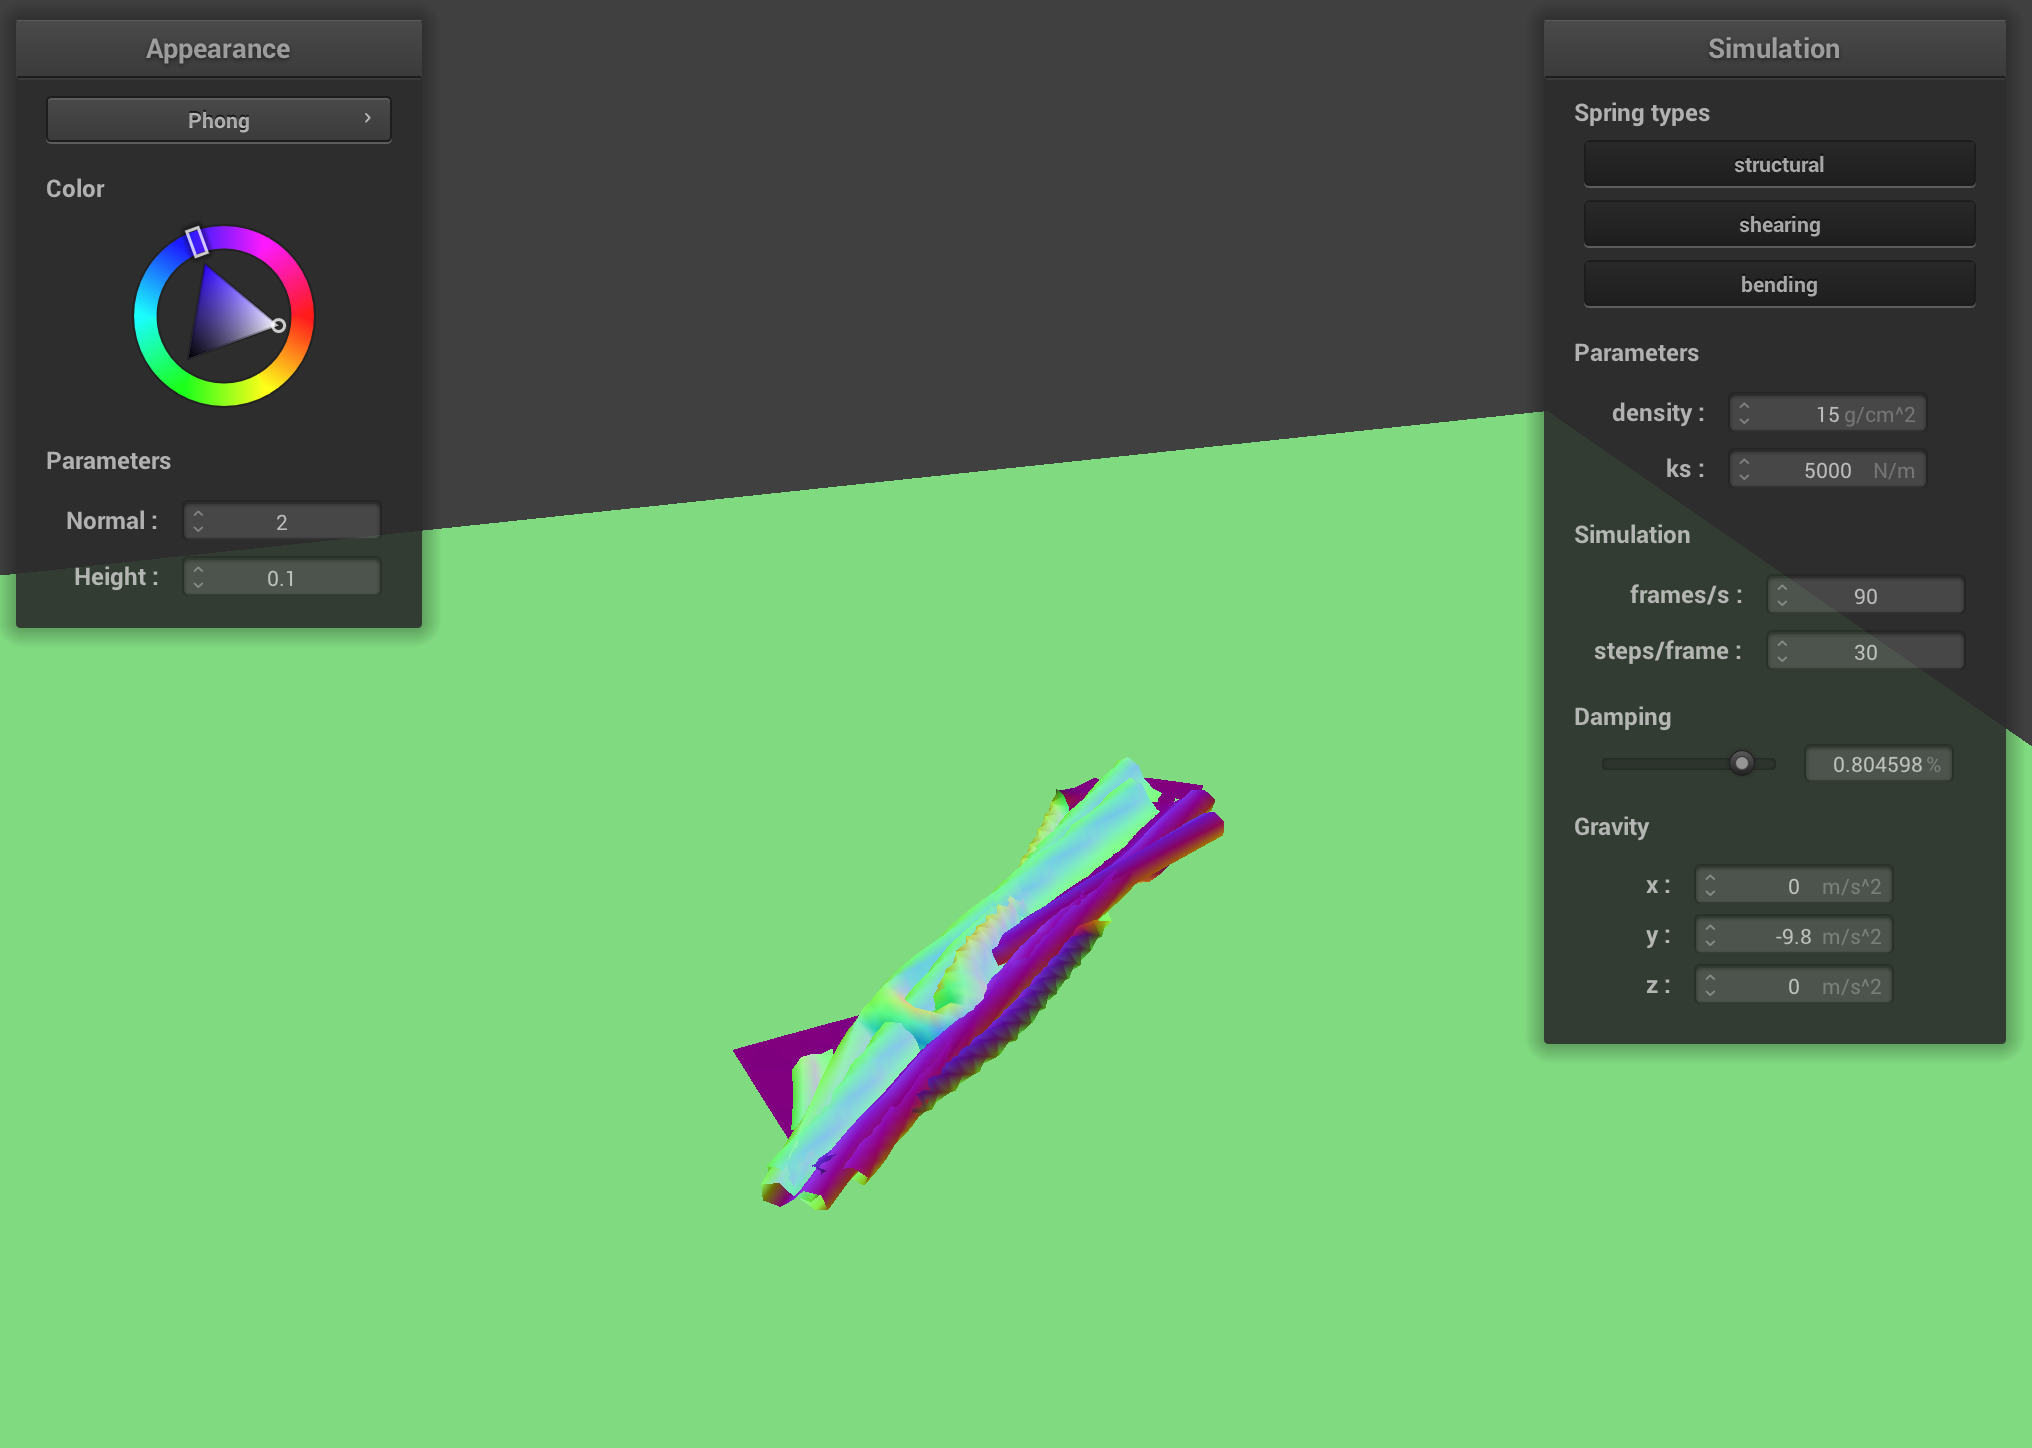 Appearance
Phong
Color
Parameters
Normal : 2
Height : 0.1
Simulation
Spring types
structural
shearing
bending
Parameters
density : 15 g/cm^2
ks : 5000 N/m
Simulation
frames/s : 90
steps/frame : 30
Damping
0.804598 %
Gravity
x : 0 m/s^2
y : -9.8 m/s^2
z : 0 m/s^2